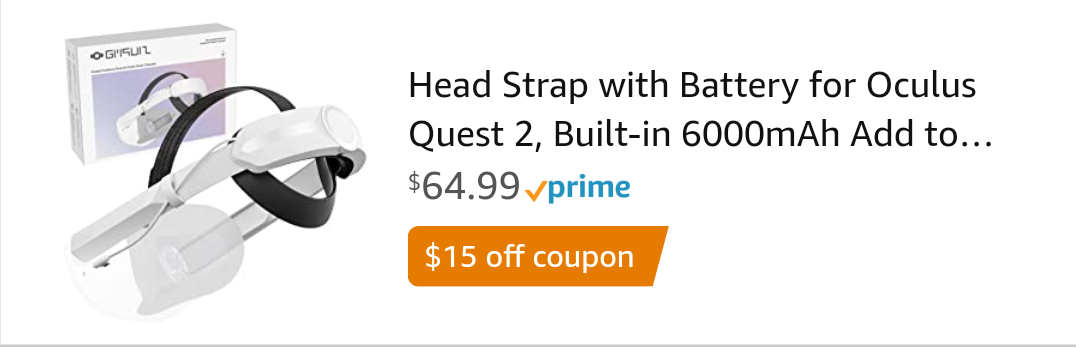 Head Strap with Battery for Oculus
Quest 2, Built-in 6000mAh Add to...
$64.99 prime
$15 off coupon